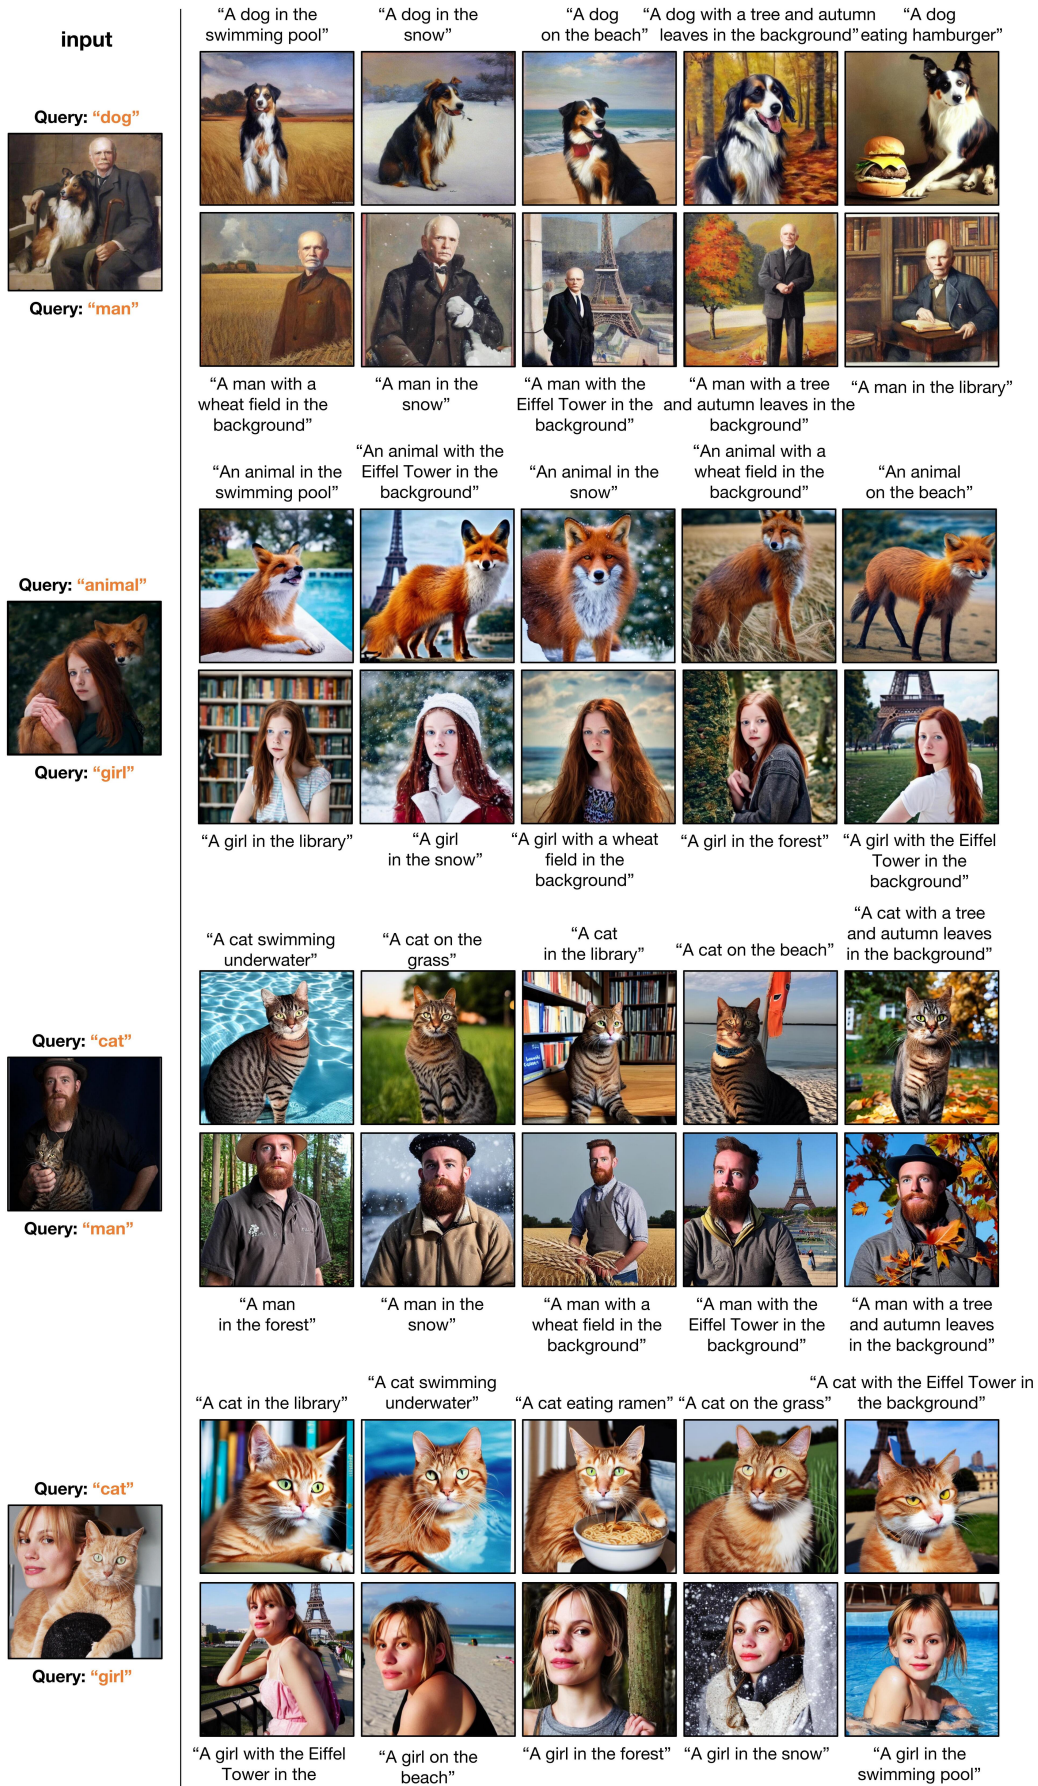 input
Query: “dog”
Query: “man”
“A dog in the
swimming pool”
“A dog in the
snow”
“A dog
on the beach”
“A dog with a tree and autumn
leaves in the background”
“A dog
eating hamburger”
“A man with a
wheat field in the
background”
“A man in the
snow”
“A man with the
Eiffel Tower in the
background”
“A man with a tree
and autumn leaves in the
background”
“A man in the library”
Query: “animal”
Query: “girl”
“An animal in the
swimming pool”
“An animal with the
Eiffel Tower in the
background”
“An animal in the
snow”
“An animal with a
wheat field in the
background”
“An animal
on the beach”
“A girl in the library”
“A girl
in the snow”
“A girl with a wheat
field in the
background”
“A girl in the forest”
“A girl with the Eiffel
Tower in the
background”
Query: “cat”
Query: “man”
“A cat swimming
underwater”
“A cat on the
grass”
“A cat
in the library”
“A cat on the beach”
“A cat with a tree
and autumn leaves
in the background”
“A man
in the forest”
“A man in the
snow”
“A man with a
wheat field in the
background”
“A man with the
Eiffel Tower in the
background”
“A man with a tree
and autumn leaves
in the background”
Query: “cat”
Query: “girl”
“A cat in the library”
“A cat swimming
underwater”
“A cat eating ramen”
“A cat on the grass”
“A cat with the Eiffel Tower in
the background”
“A girl with the Eiffel
Tower in the
“A girl on the
beach”
“A girl in the forest”
“A girl in the snow”
“A girl in the
swimming pool”